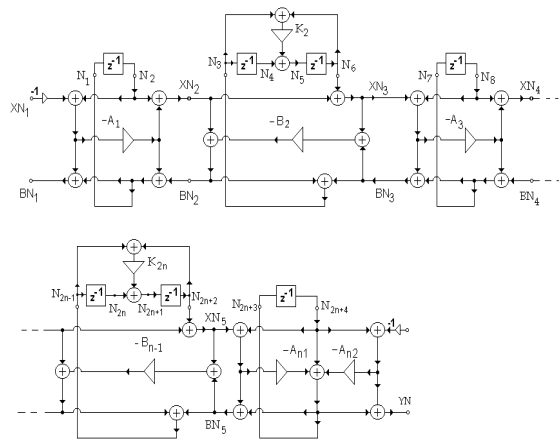 K2
z-1 z-1 z-1 z-1
N1 N2 N3 N4 N5 N6 N7 N8
-1 XN1 XN2 XN3 XN4
-A1 -B2 -A3
BN1 BN2 BN3 BN4
K2n
z-1 z-1 z-1
N2n-1 N2n N2n+1 N2n+2 N2n+3 N2n+4
XN5 -1
-Bn-1 -An1 -An2
BN5 YN